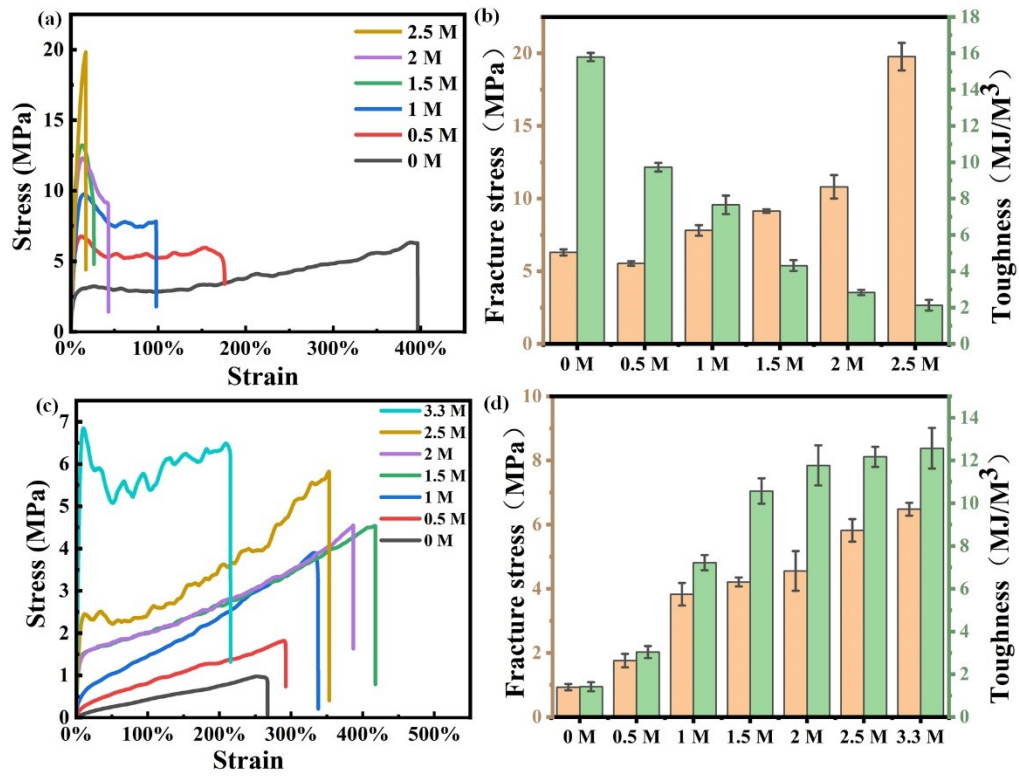 (a)
2.5 M
2 M
1.5 M
1 M
0.5 M
0 M
Stress (MPa)
20
15
10
5
0
0% 100% 200% 300% 400%
Strain
(b)
Fracture stress（MPa）
20
15
10
5
0
0 M 0.5 M 1 M 1.5 M 2 M 2.5 M
18
16
14
12
10
8
6
4
2
0
Toughness（MJ/M³）
(c)
3.3 M
2.5 M
2 M
1.5 M
1 M
0.5 M
0 M
Stress (MPa)
7
6
5
4
3
2
1
0
0% 100% 200% 300% 400% 500%
Strain
(d)
Fracture stress（MPa）
10
8
6
4
2
0
0 M 0.5 M 1 M 1.5 M 2 M 2.5 M 3.3 M
15
12
9
6
3
0
Toughness（MJ/M³）